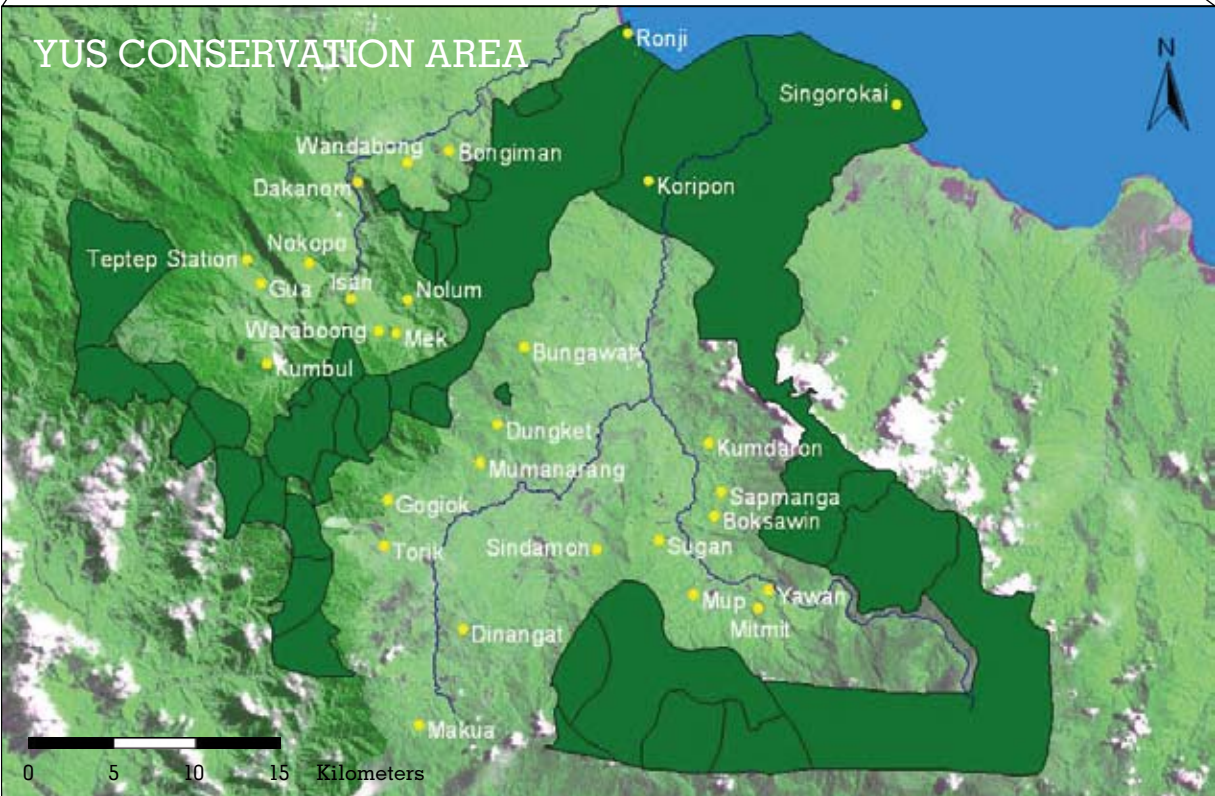 YUS CONSERVATION AREA
Ronji
N
Singorokai
Wandabong
Bongiman
Dakanom
Koripon
Nokopo
Teptep Station
Gua
Isan
Nolum
Waraboong
Mek
Kumbul
Bungawat
Dungket
Kumdaron
Mumanarang
Sapmanga
Gogiok
Boksawin
Torik
Sindamon
Sugan
Mup
Yawan
Mitmit
Dinangat
Makua
0 5 10 15 Kilometers